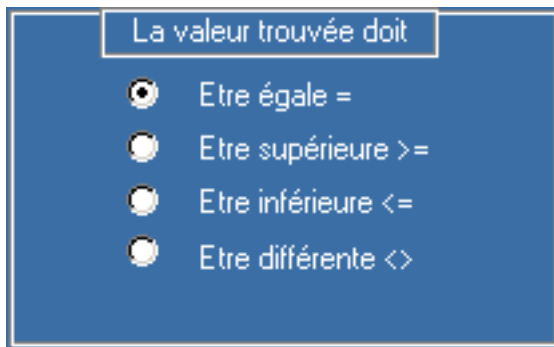 La valeur trouvée doit
Etre égale =
Etre supérieure >=
Etre inférieure <=
Etre différente <>